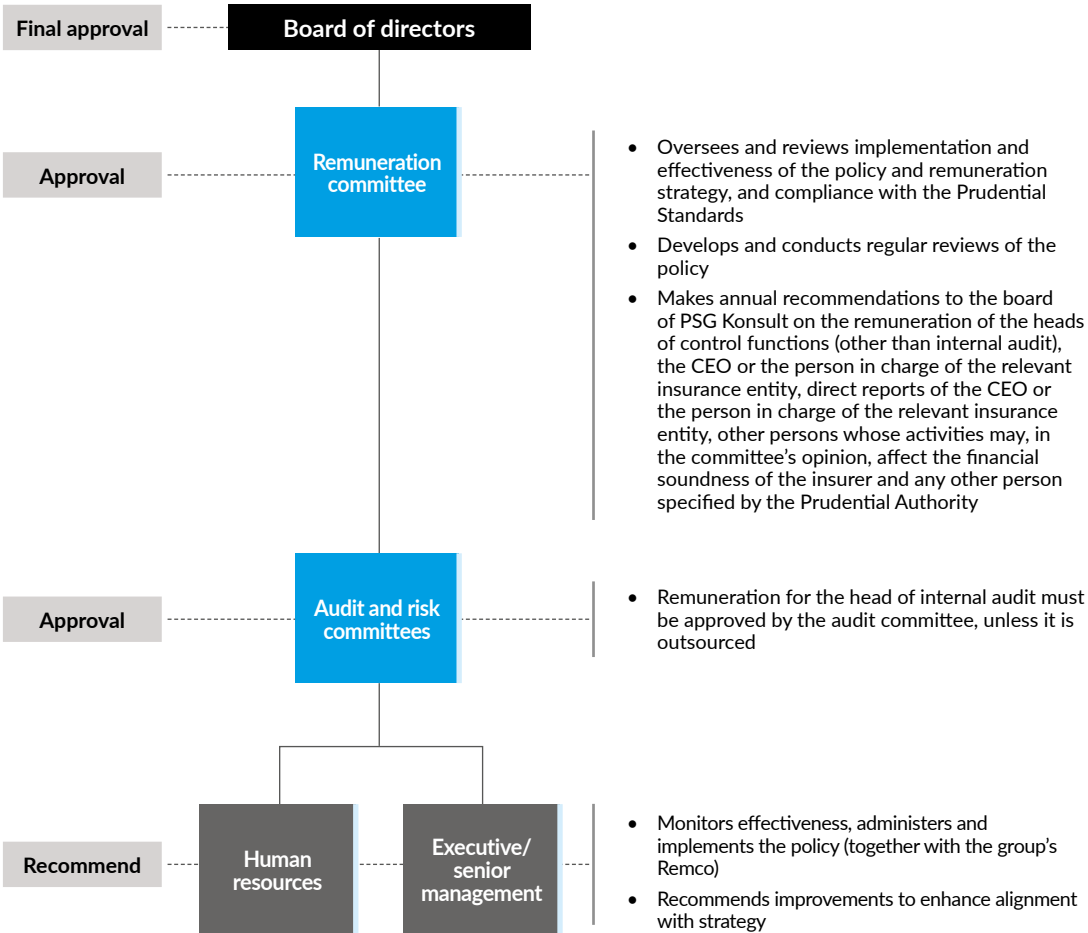 Final approval
Board of directors
Approval
Remuneration
committee
• Oversees and reviews implementation and
effectiveness of the policy and remuneration
strategy, and compliance with the Prudential
Standards
• Develops and conducts regular reviews of the
policy
• Makes annual recommendations to the board
of PSG Konsult on the remuneration of the heads
of control functions (other than internal audit),
the CEO or the person in charge of the relevant
insurance entity, direct reports of the CEO or
the person in charge of the relevant insurance
entity, other persons whose activities may, in
the committee’s opinion, affect the financial
soundness of the insurer and any other person
specified by the Prudential Authority
Approval
Audit and risk
committees
• Remuneration for the head of internal audit must
be approved by the audit committee, unless it is
outsourced
Recommend
Human
resources
Executive/
senior
management
• Monitors effectiveness, administers and
implements the policy (together with the group’s
Remco)
• Recommends improvements to enhance alignment
with strategy